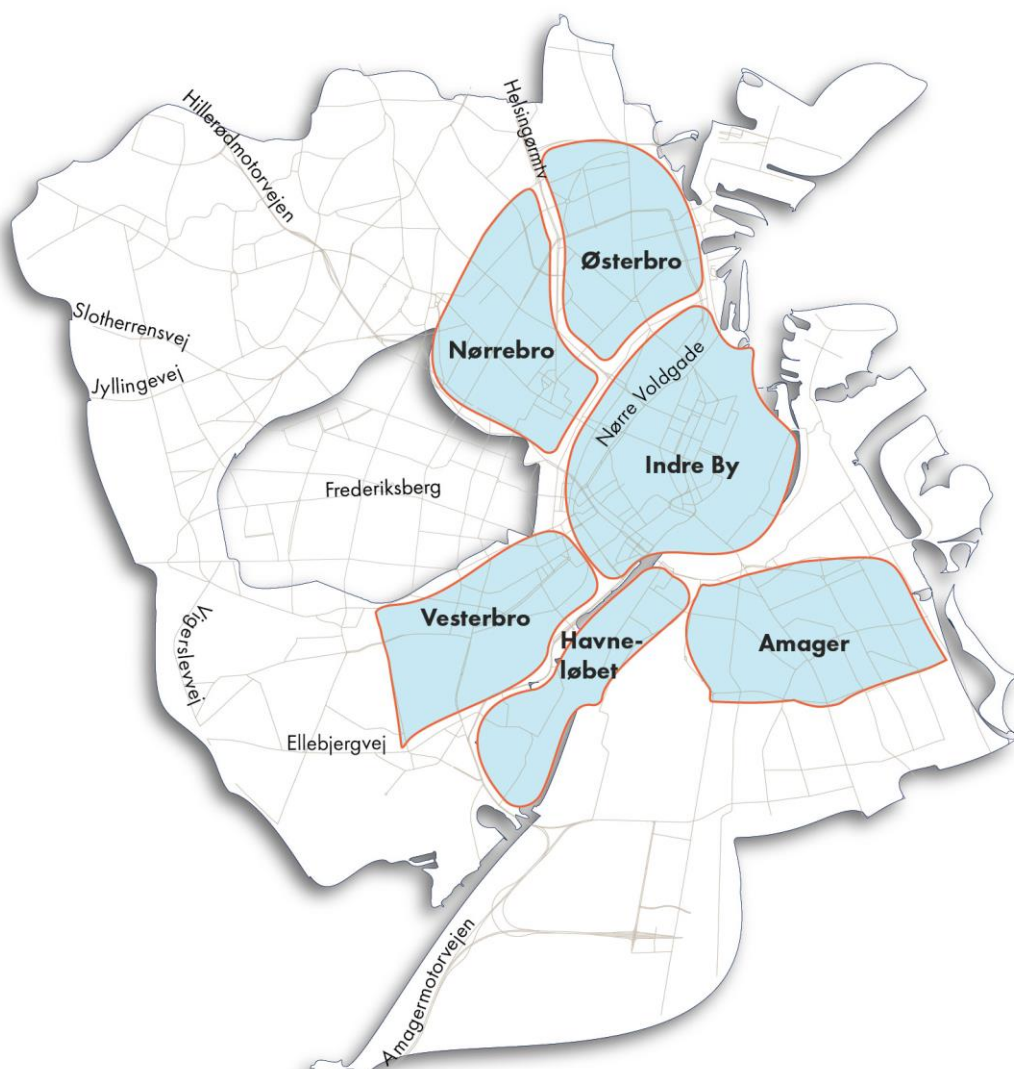 Helsingørmtv
Hillerødmotorvejen
Østerbro
Slotherrensvej
Nørrebro
Jyllingevej
Nørre Voldgade
Indre By
Frederiksberg
Vesterbro
Havne-
løbet
Amager
Vigerslevvej
Ellebjergvej
Amagermotorvejen